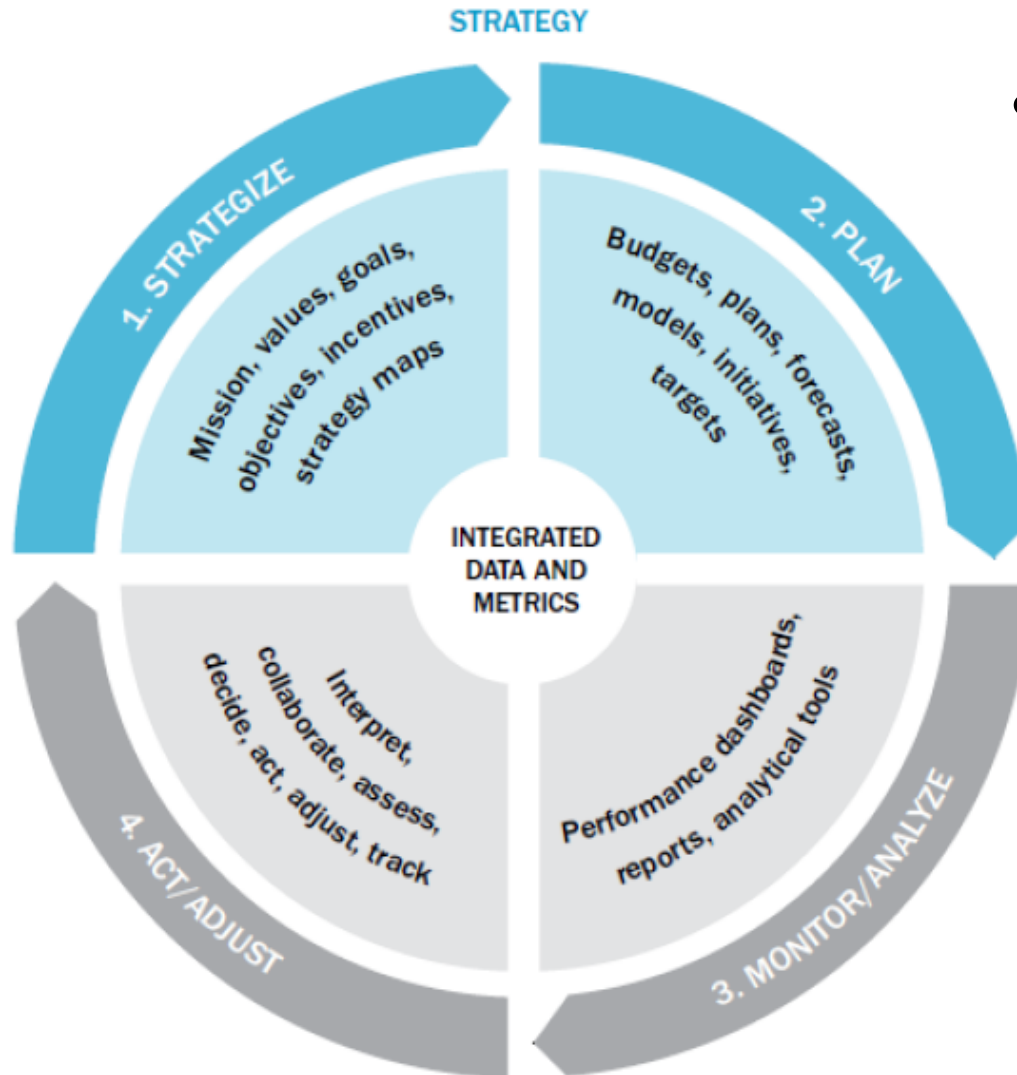 STRATEGY
1. STRATEGIZE
Mission, values, goals,
objectives, incentives,
strategy maps
2. PLAN
Budgets, plans, forecasts,
models, initiatives,
targets
INTEGRATED
DATA AND
METRICS
3. MONITOR/ANALYZE
Performance dashboards,
reports, analytical tools
4. ACT/ADJUST
Interpret,
collaborate, assess,
decide, act, adjust, track